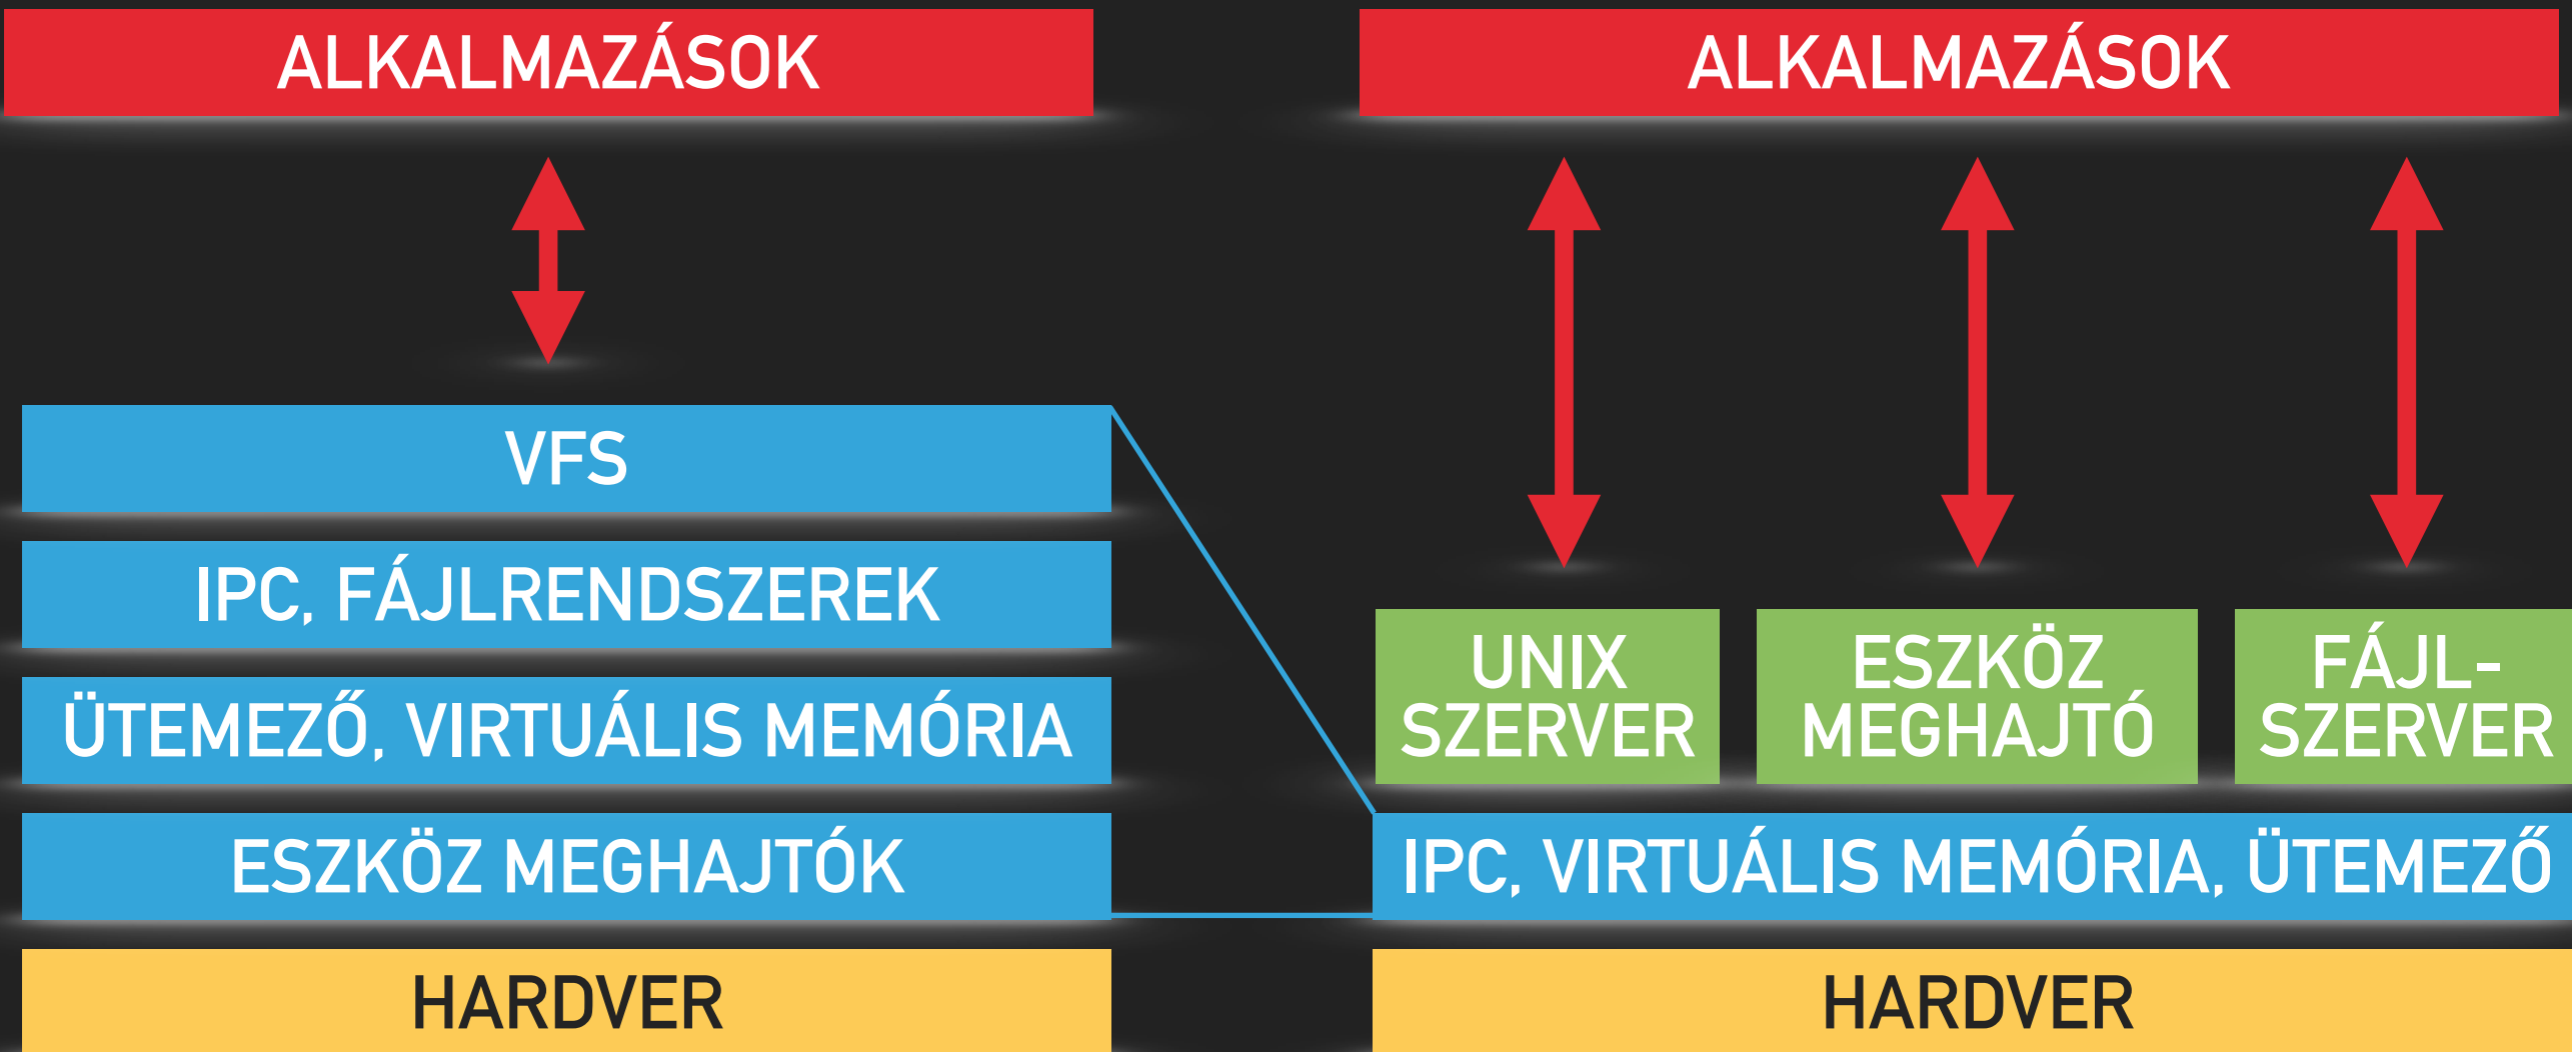 ALKALMAZÁSOK
VFS
IPC, FÁJLRENDSZEREK
ÜTEMEZŐ, VIRTUÁLIS MEMÓRIA
ESZKÖZ MEGHAJTÓK
HARDVER
ALKALMAZÁSOK
UNIX
SZERVER
ESZKÖZ
MEGHAJTÓ
FÁJL-
SZERVER
IPC, VIRTUÁLIS MEMÓRIA, ÜTEMEZŐ
HARDVER